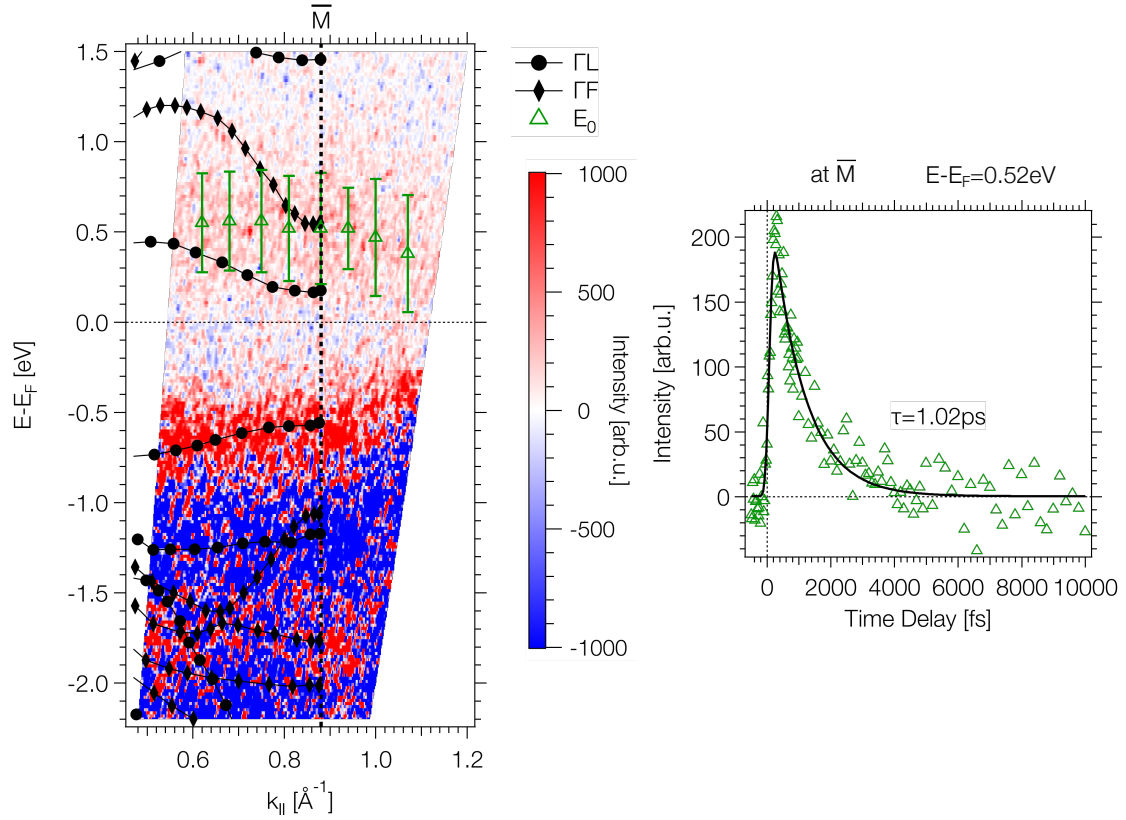 M̅
1.5
1.0
0.5
0.0
-0.5
-1.0
-1.5
-2.0
E-E_F [eV]
0.6
0.8
1.0
1.2
k_|| [Å⁻¹]
ΓL
ΓF
E₀
1000
500
0
-500
-1000
Intensity [arb.u.]
at M̅ E-E_F=0.52eV
200
150
100
50
0
Intensity [arb.u.]
τ=1.02ps
0
2000
4000
6000
8000
10000
Time Delay [fs]